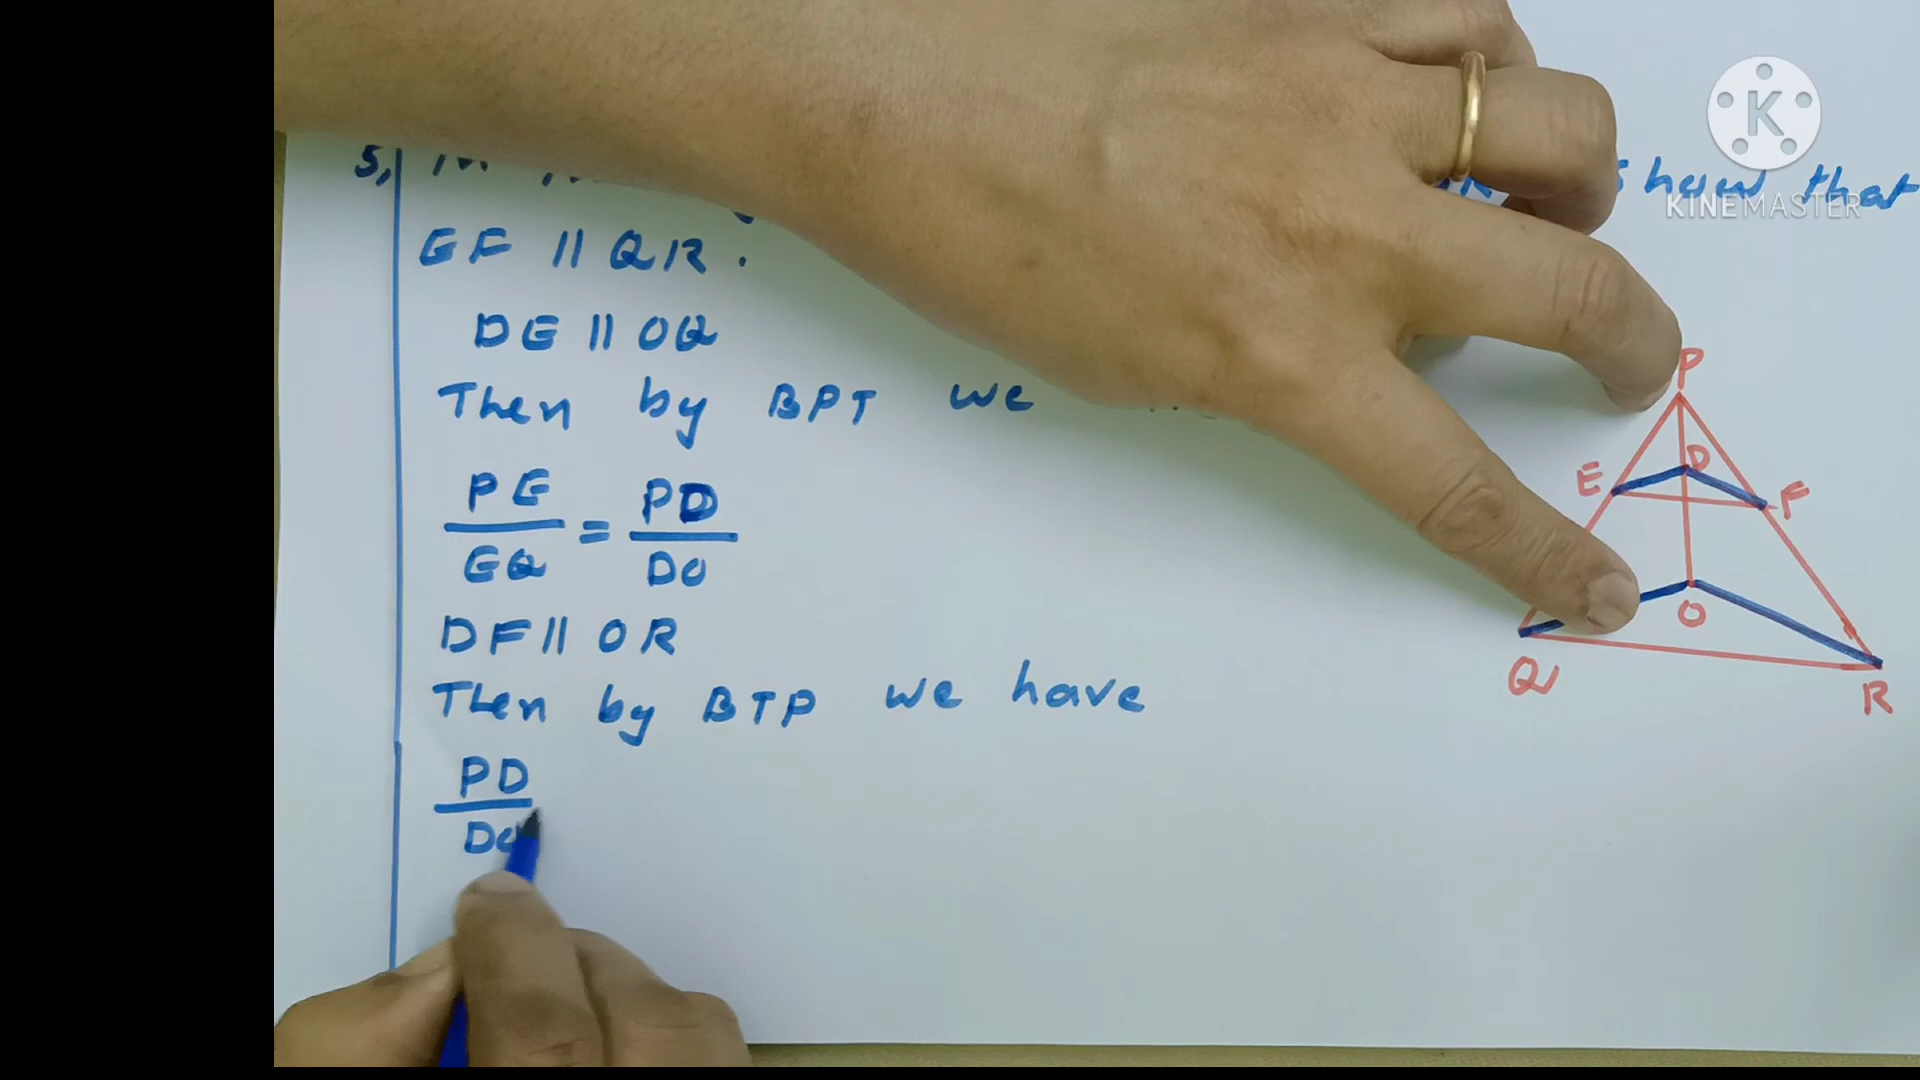 5,
show that
EF || QR.
DE || OQ
Then by BPT we
PE / EQ = PD / DO
DF || OR
Then by BTP we have
PD / DO
P
E D F
O
Q R
K
KINEMASTER